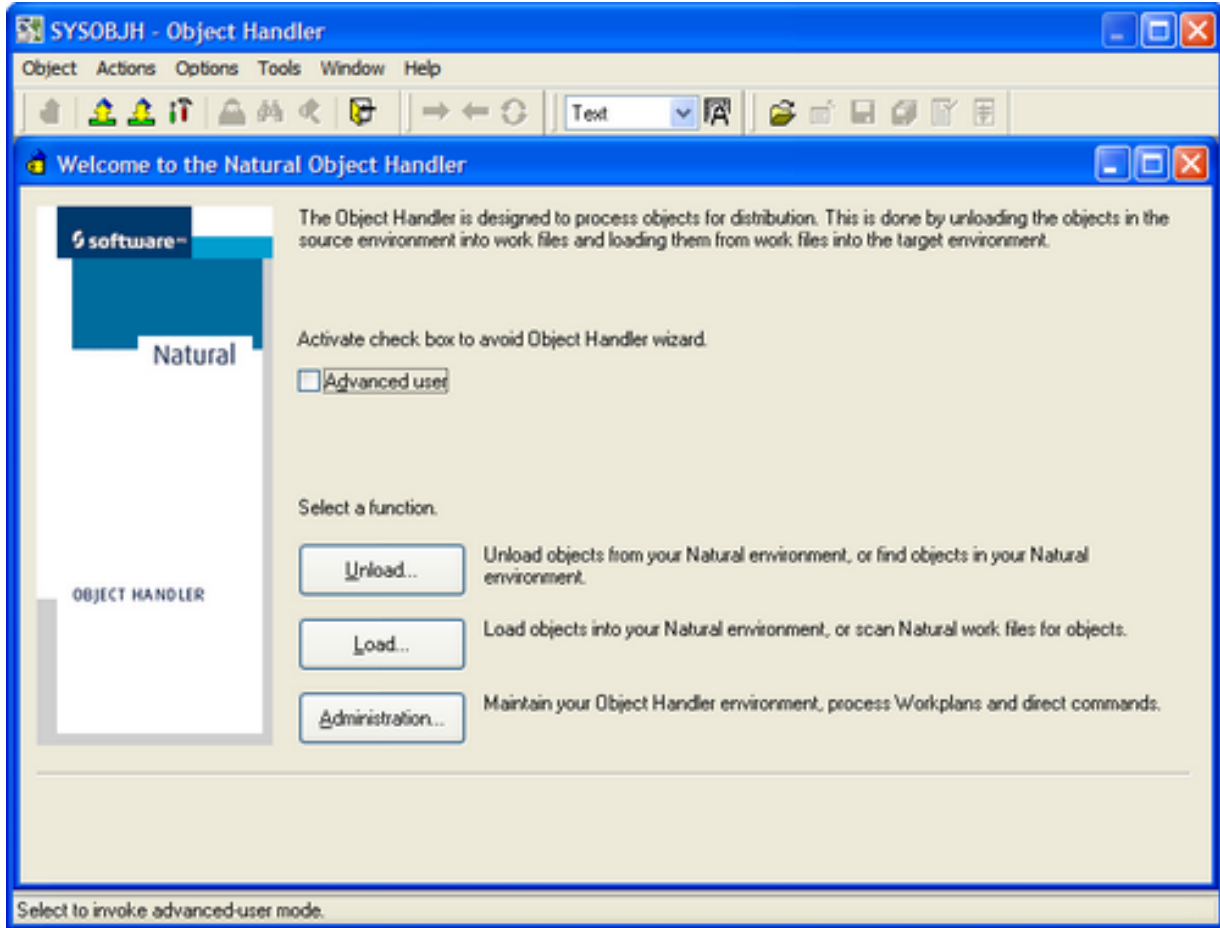 SYSOBJH - Object Handler
Object Actions Options Tools Window Help
Text
Welcome to the Natural Object Handler
The Object Handler is designed to process objects for distribution. This is done by unloading the objects in the
source environment into work files and loading them from work files into the target environment.
software
Activate check box to avoid Object Handler wizard.
Natural
Advanced user
Select a function.
Unload...
Unload objects from your Natural environment, or find objects in your Natural
environment.
OBJECT HANDLER
Load...
Load objects into your Natural environment, or scan Natural work files for objects.
Administration...
Maintain your Object Handler environment, process Workplans and direct commands.
Select to invoke advanced-user mode.